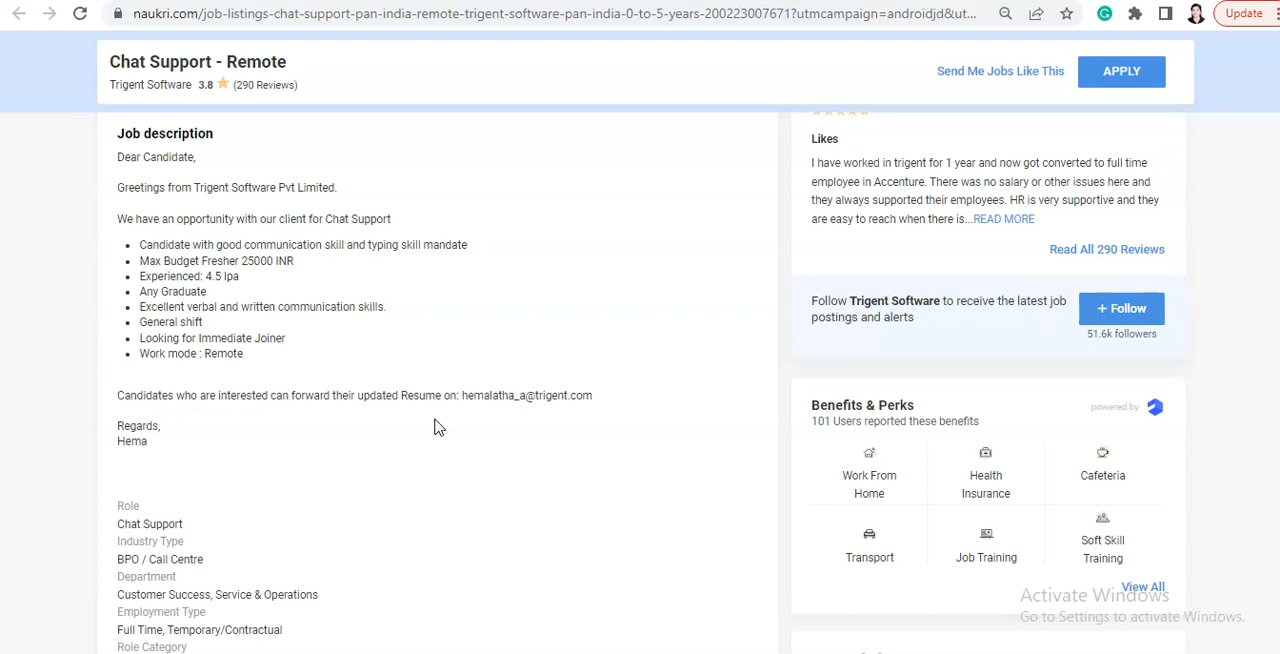 naukri.com/job-listings-chat-support-pan-india-remote-trigent-software-pan-india-0-to-5-years-200223007671?utmcampaign=androidjd&ut...
Update
Chat Support - Remote
Trigent Software 3.8 (290 Reviews)
Send Me Jobs Like This
APPLY
Job description
Dear Candidate,
Greetings from Trigent Software Pvt Limited.
We have an opportunity with our client for Chat Support
Candidate with good communication skill and typing skill mandate
Max Budget Fresher 25000 INR
Experienced: 4.5 lpa
Any Graduate
Excellent verbal and written communication skills.
General shift
Looking for Immediate Joiner
Work mode : Remote
Candidates who are interested can forward their updated Resume on: hemalatha_a@trigent.com
Regards,
Hema
Role
Chat Support
Industry Type
BPO / Call Centre
Department
Customer Success, Service & Operations
Employment Type
Full Time, Temporary/Contractual
Role Category
Likes
I have worked in trigent for 1 year and now got converted to full time
employee in Accenture. There was no salary or other issues here and
they always supported their employees. HR is very supportive and they
are easy to reach when there is...READ MORE
Read All 290 Reviews
Follow Trigent Software to receive the latest job
postings and alerts
+ Follow
51.6k followers
Benefits & Perks
powered by
101 Users reported these benefits
Work From
Home
Health
Insurance
Cafeteria
Transport
Job Training
Soft Skill
Training
View All
Activate Windows
Go to Settings to activate Windows.